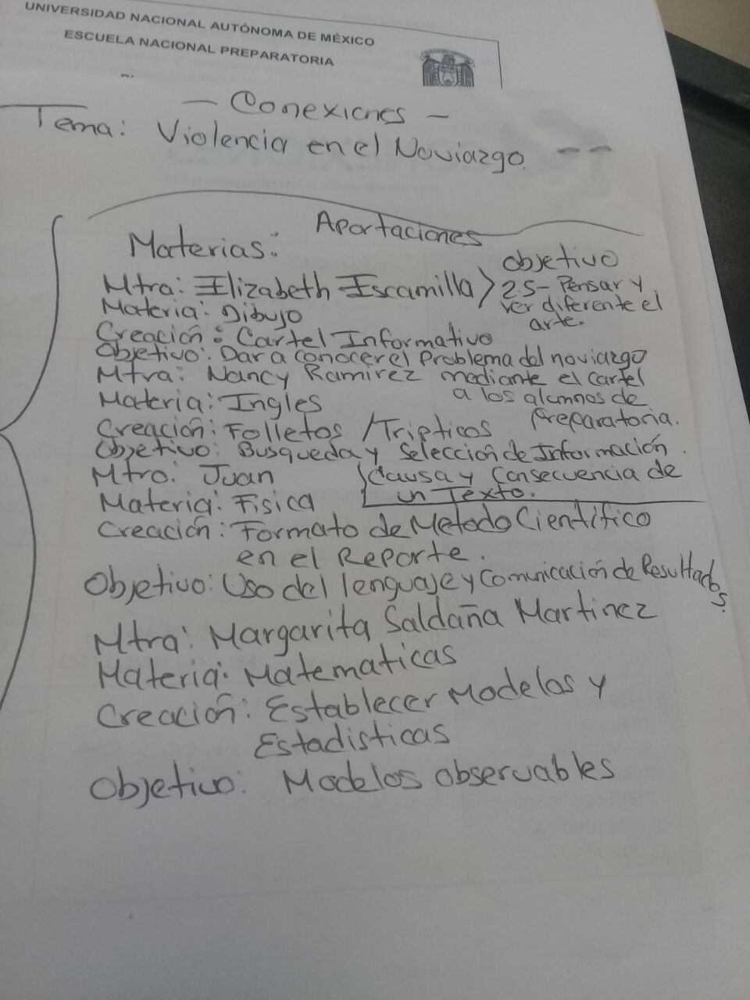 UNIVERSIDAD NACIONAL AUTÓNOMA DE MÉXICO
ESCUELA NACIONAL PREPARATORIA
- Conexiones -
Tema: Violencia en el Noviazgo. --
Aportaciones
Materias:
Objetivo
Mtra: Elizabeth Escamilla > 2.5- Pensar y
ver diferente el
arte.
Materia: Dibujo
Creación: Cartel Informativo
Objetivo: Dar a conocer el Problema del noviazgo
mediante el cartel
a los alumnos de
Preparatoria.
Mtra: Nancy Ramirez
Materia: Ingles
Creación: Folletos / Tripticos
Objetivo: Busqueda y Selección de Información.
Causa y Consecuencia de
un Texto.
Mtro: Juan
Materia: Fisica
Creación: Formato de Metodo Científico
en el Reporte.
Objetivo: Uso del lenguaje y Comunicación de Resultados.
Mtra: Margarita Saldaña Martinez
Materia: Matematicas
Creación: Establecer Modelos y
Estadisticas
Objetivo: Modelos observables